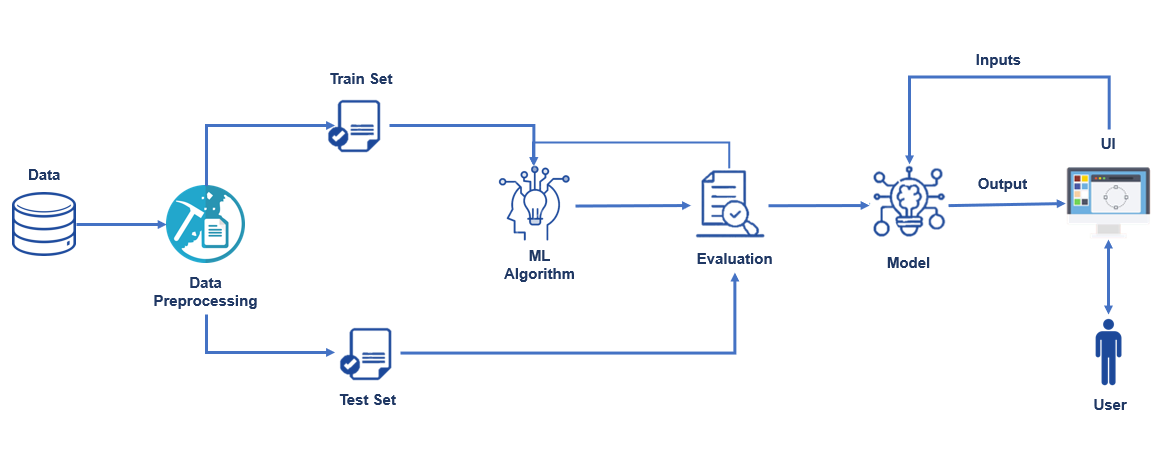 Inputs
Train Set
UI
Data
Output
ML
Algorithm
Evaluation
Model
Data
Preprocessing
Test Set
User